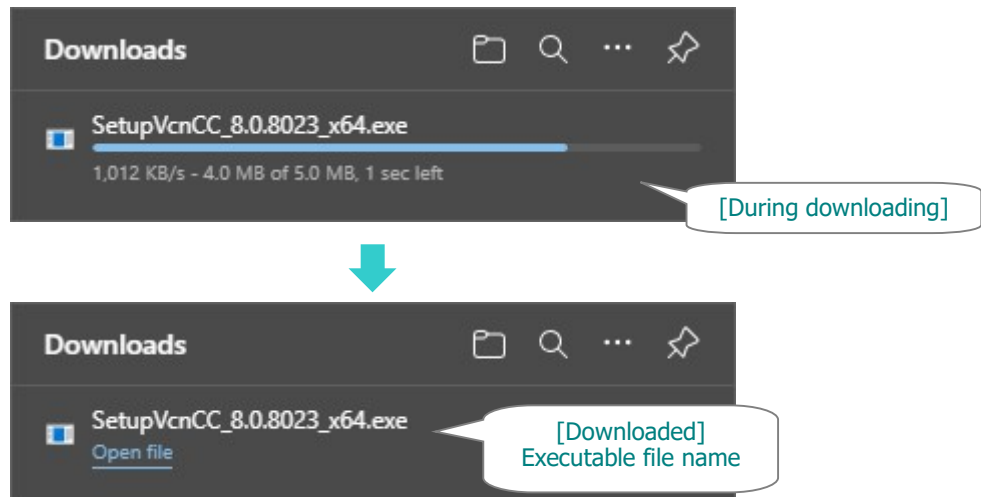 Downloads
SetupVcnCC_8.0.8023_x64.exe
1,012 KB/s - 4.0 MB of 5.0 MB, 1 sec left
[During downloading]
Downloads
SetupVcnCC_8.0.8023_x64.exe
Open file
[Downloaded]
Executable file name